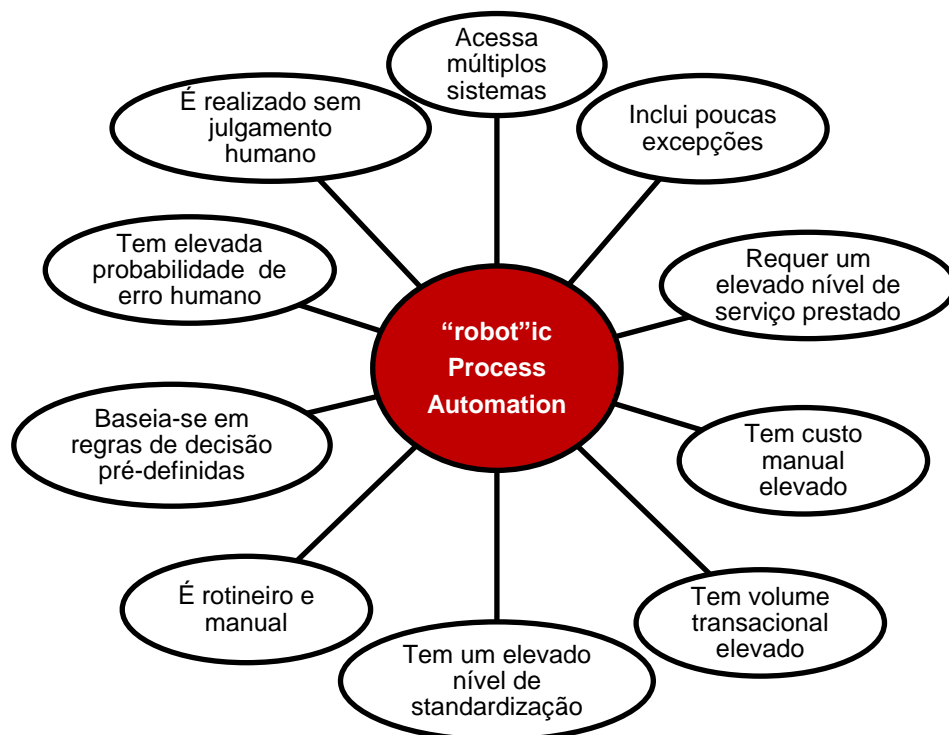 Acessa
múltiplos
sistemas
Inclui poucas
excepções
Requer um
elevado nível de
serviço prestado
Tem custo
manual
elevado
Tem volume
transacional
elevado
Tem um elevado
nível de
standardização
É rotineiro e
manual
Baseia-se em
regras de decisão
pré-definidas
Tem elevada
probabilidade de
erro humano
É realizado sem
julgamento
humano
“robot"ic
Process
Automation